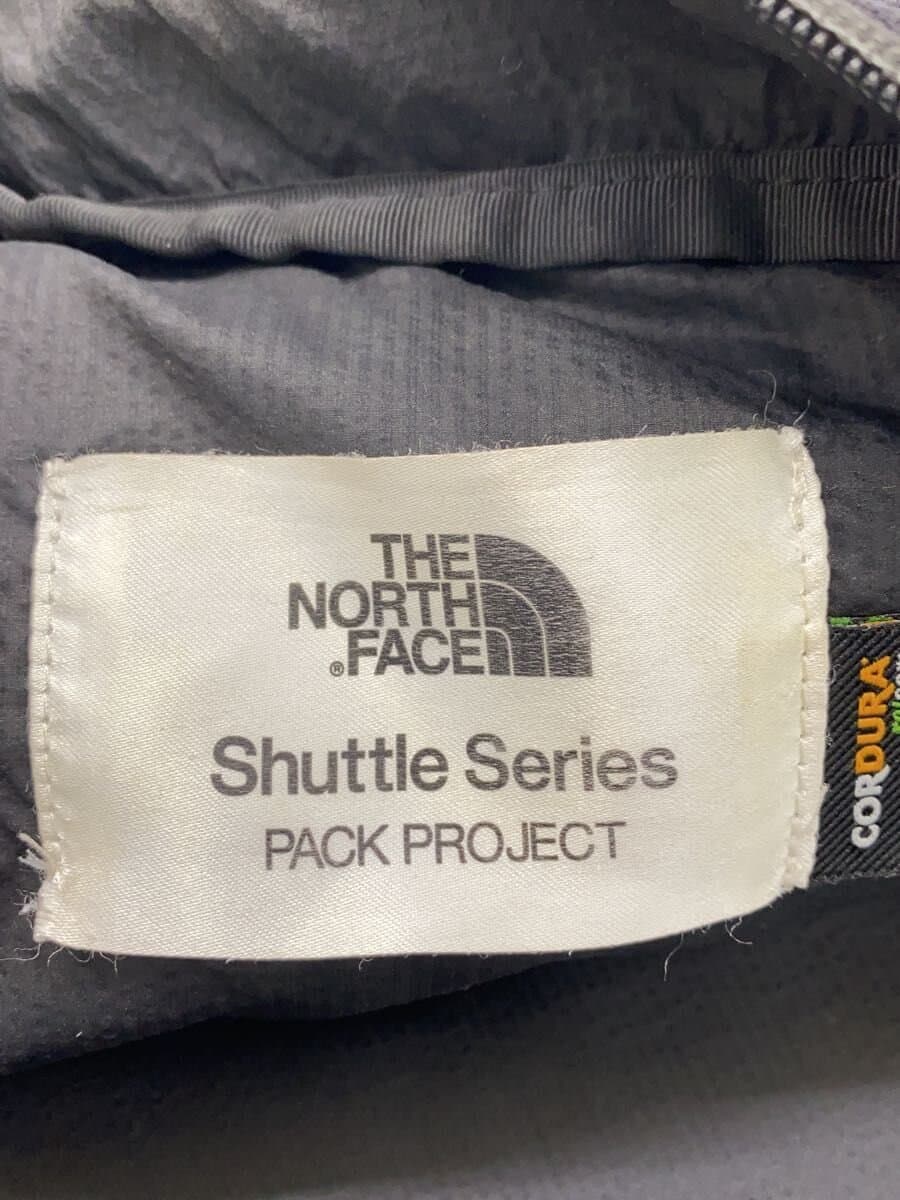 THE
NORTH
®FACE
Shuttle Series
PACK PROJECT
CORDURA